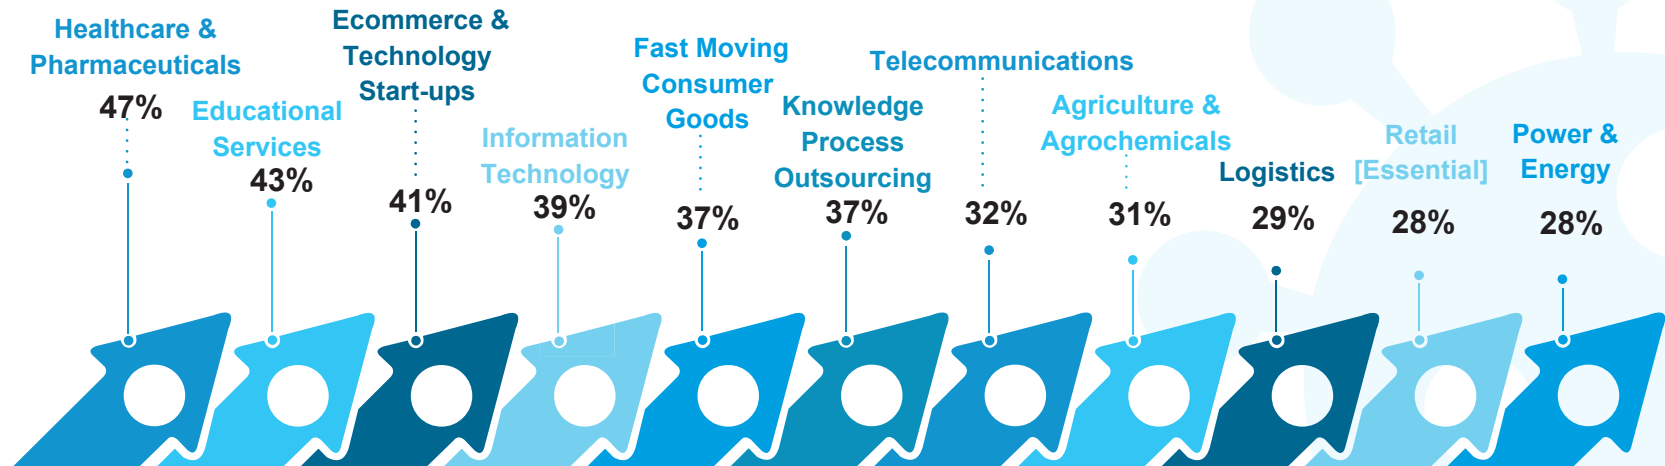 Healthcare &
Pharmaceuticals
47%
Educational
Services
43%
Ecommerce &
Technology
Start-ups
41%
Information
Technology
39%
Fast Moving
Consumer
Goods
37%
Knowledge
Process
Outsourcing
37%
Telecommunications
32%
Agriculture &
Agrochemicals
31%
Logistics
29%
Retail
[Essential]
28%
Power &
Energy
28%